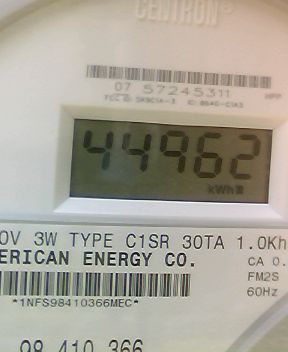 CENTRON®
07 57245311
44962
kWh
0V 3W TYPE C1SR 30TA 1.0Kh
ERICAN ENERGY CO.
CA 0.
FM2S
60Hz
*1NFS98410366MEC*
98 410 366